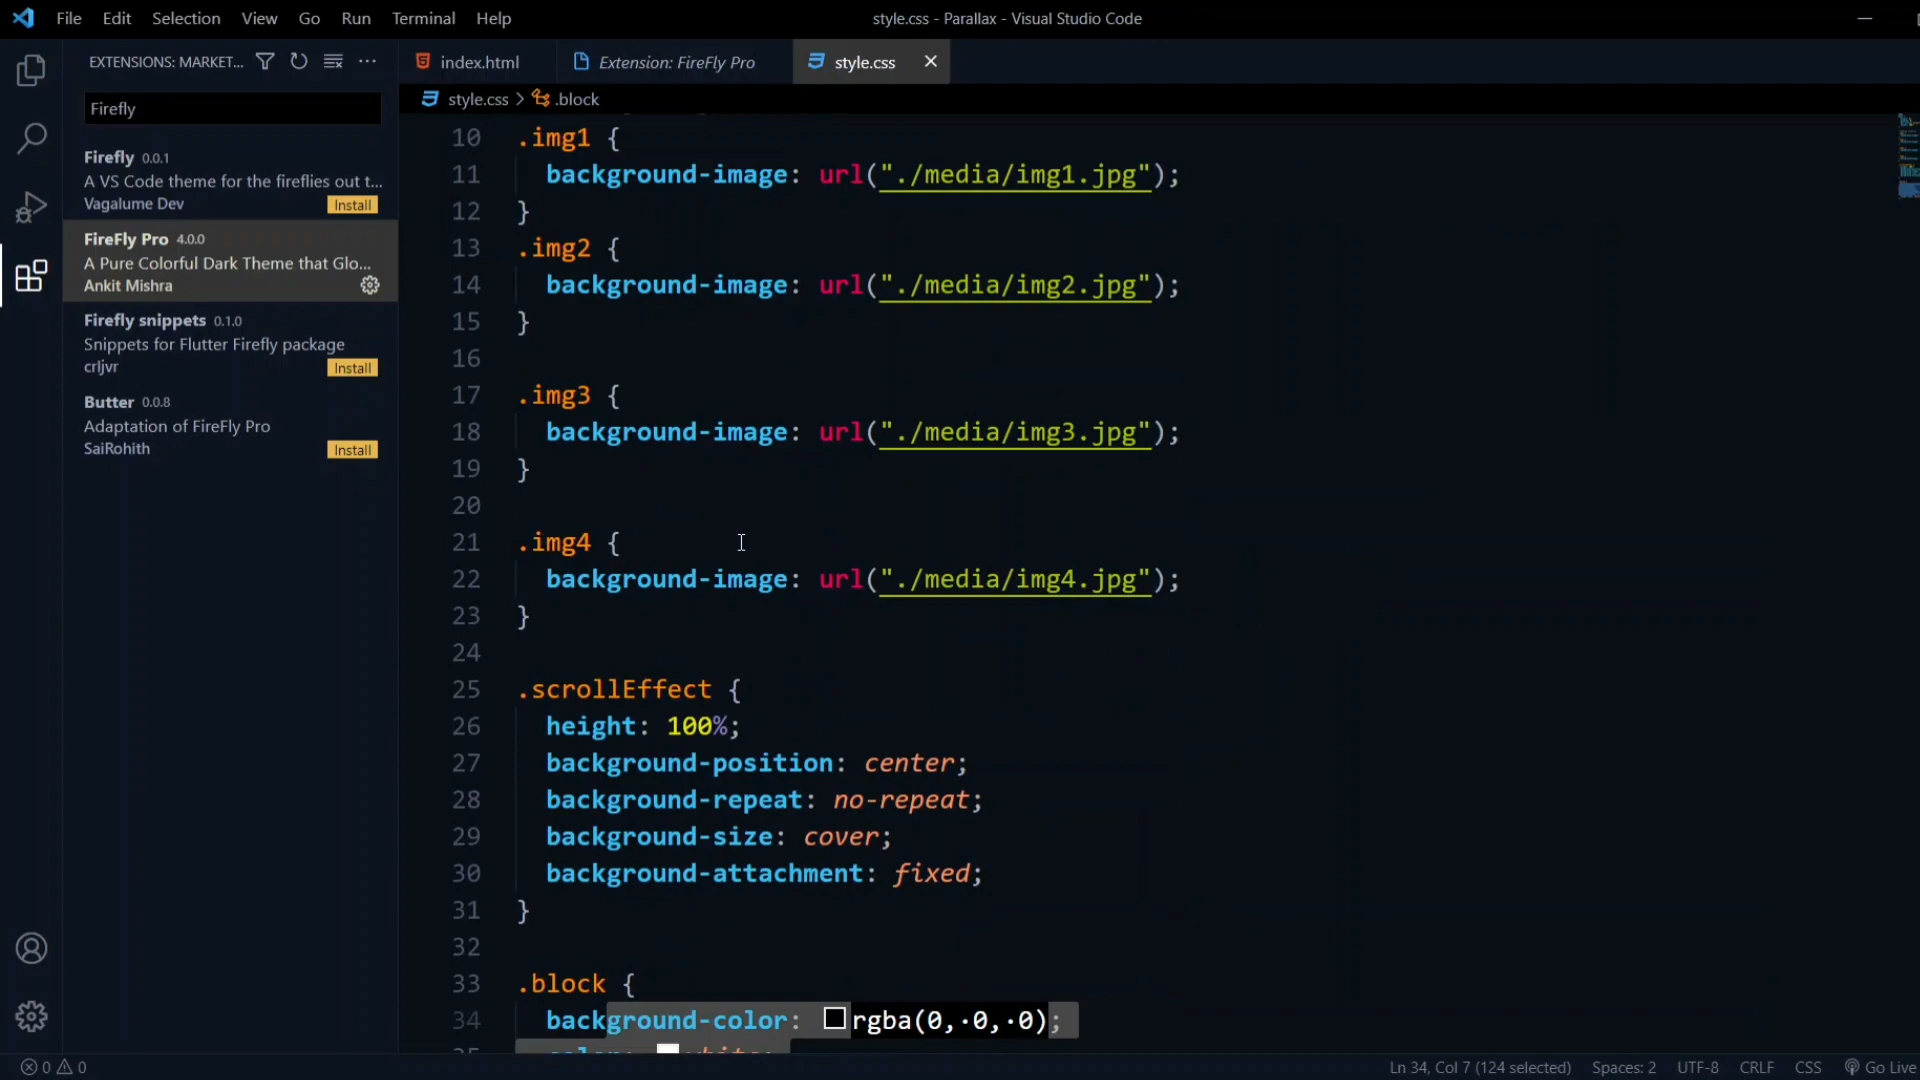 File Edit Selection View Go Run Terminal Help
style.css - Parallax - Visual Studio Code
EXTENSIONS: MARKET...
Firefly
Firefly 0.0.1
A VS Code theme for the fireflies out t...
Vagalume Dev
Install
FireFly Pro 4.0.0
A Pure Colorful Dark Theme that Glo...
Ankit Mishra
Firefly snippets 0.1.0
Snippets for Flutter Firefly package
crljvr
Install
Butter 0.0.8
Adaptation of FireFly Pro
SaiRohith
Install
index.html Extension: FireFly Pro style.css
style.css > .block
10 .img1 {
11 background-image: url("./media/img1.jpg");
12 }
13 .img2 {
14 background-image: url("./media/img2.jpg");
15 }
16
17 .img3 {
18 background-image: url("./media/img3.jpg");
19 }
20
21 .img4 {
22 background-image: url("./media/img4.jpg");
23 }
24
25 .scrollEffect {
26 height: 100%;
27 background-position: center;
28 background-repeat: no-repeat;
29 background-size: cover;
30 background-attachment: fixed;
31 }
32
33 .block {
34 background-color: rgba(0,·0,·0);
0 0
Ln 34, Col 7 (124 selected) Spaces: 2 UTF-8 CRLF CSS Go Live